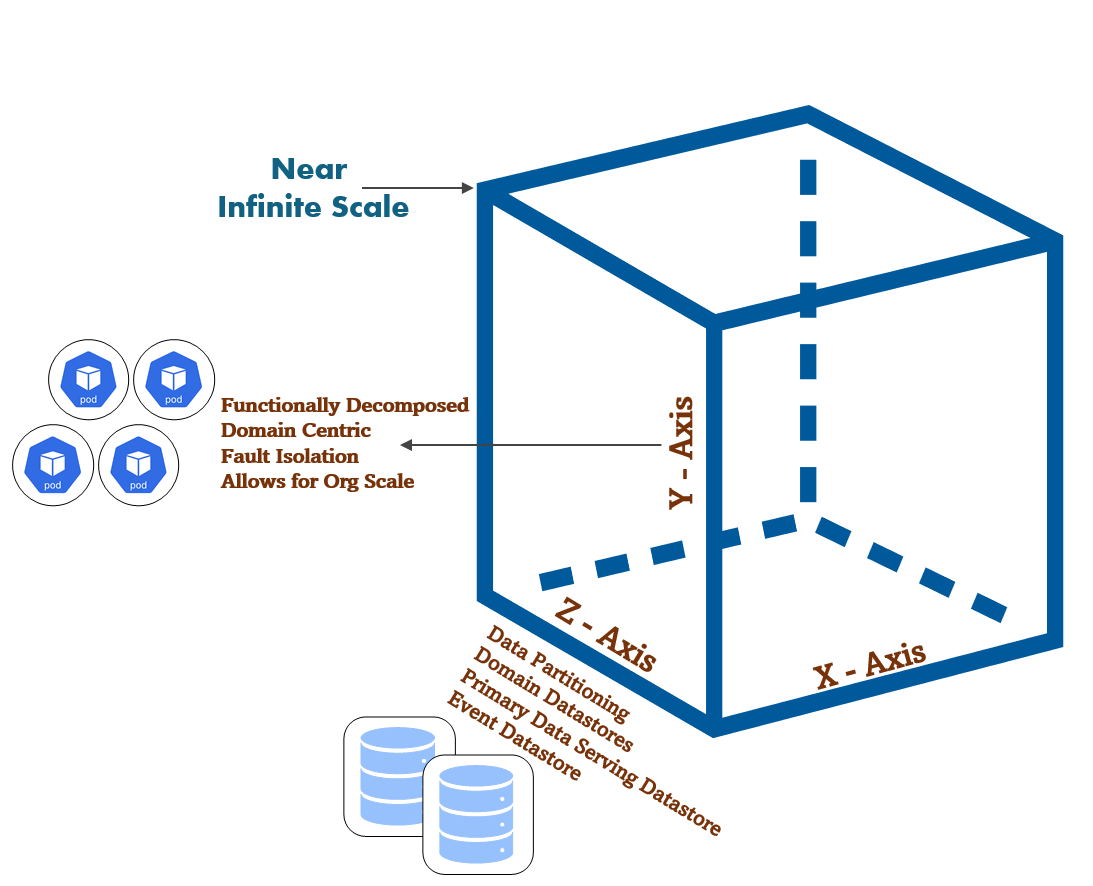 Near
Infinite Scale
pod
pod
pod
pod
Functionally Decomposed
Domain Centric
Fault Isolation
Allows for Org Scale
Y - Axis
Z - Axis
X - Axis
Data Partitioning
Domain Datastores
Primary Data Serving Datastore
Event Datastore